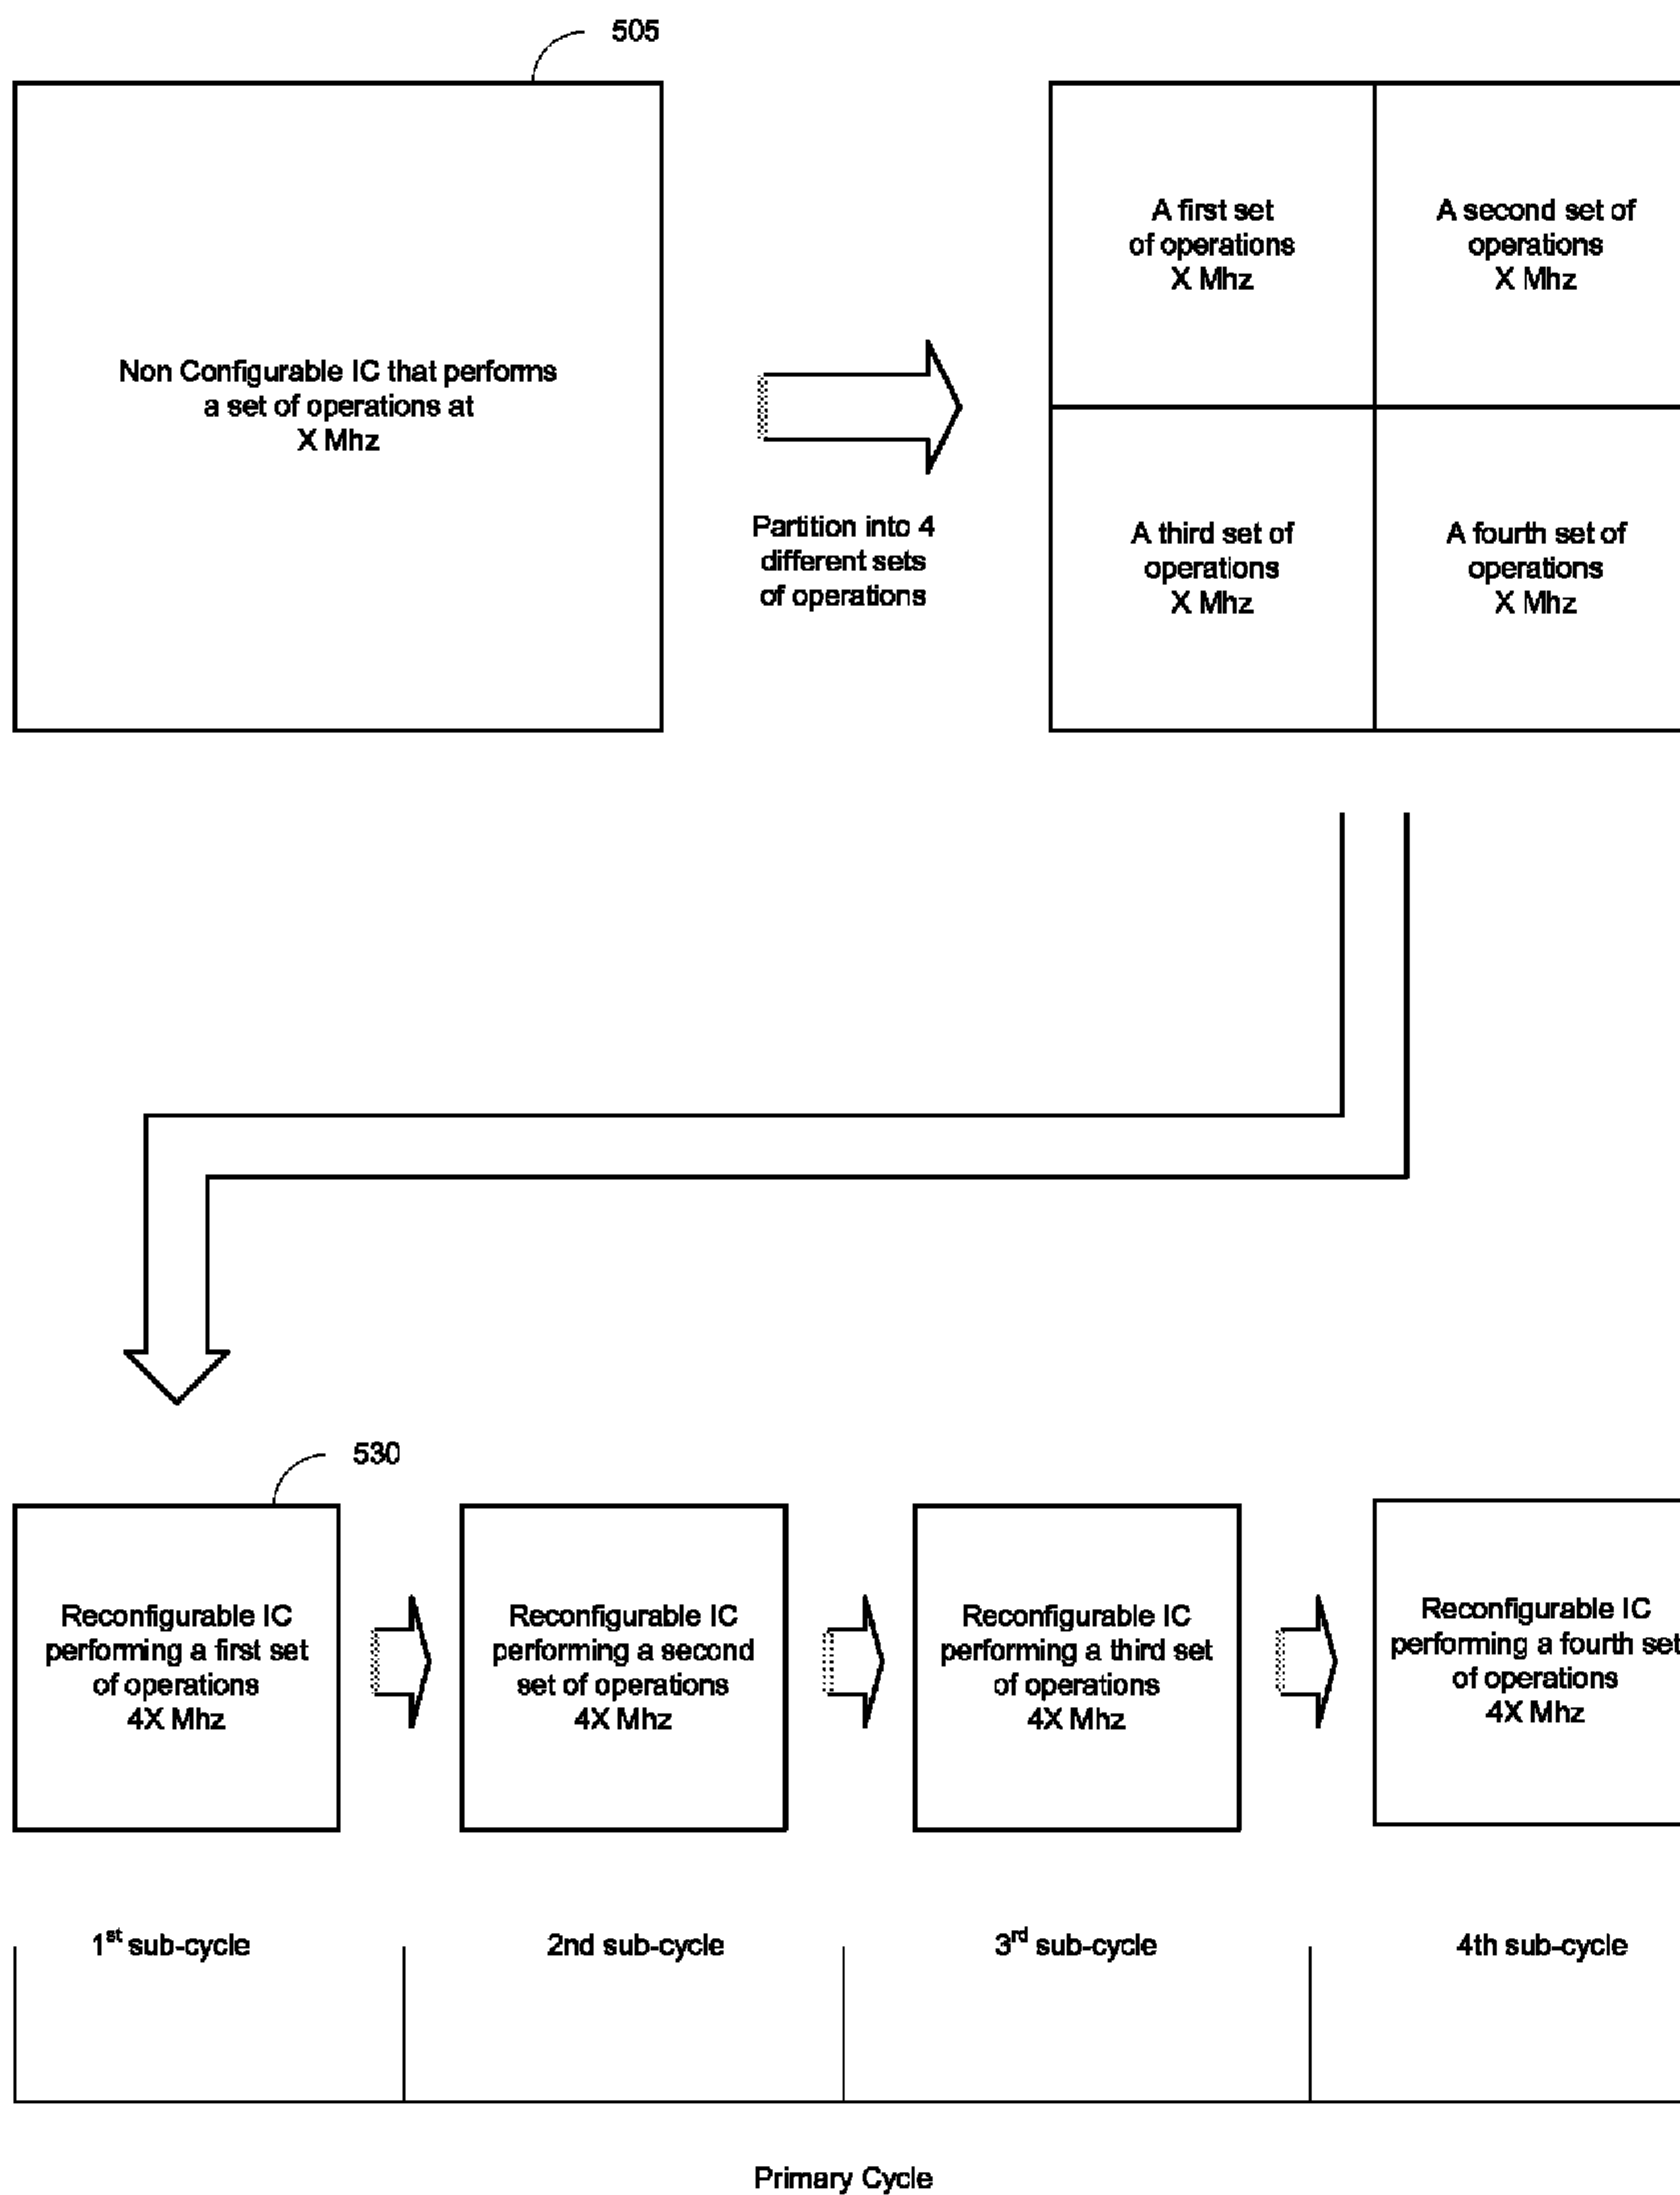 505
Non Configurable IC that performs
a set of operations at
X Mhz
Partition into 4
different sets
of operations
A first set
of operations
X Mhz
A second set of
operations
X Mhz
A third set of
operations
X Mhz
A fourth set of
operations
X Mhz
530
Reconfigurable IC
performing a first set
of operations
4X Mhz
Reconfigurable IC
performing a second
set of operations
4X Mhz
Reconfigurable IC
performing a third set
of operations
4X Mhz
Reconfigurable IC
performing a fourth set
of operations
4X Mhz
1st sub-cycle
2nd sub-cycle
3rd sub-cycle
4th sub-cycle
Primary Cycle